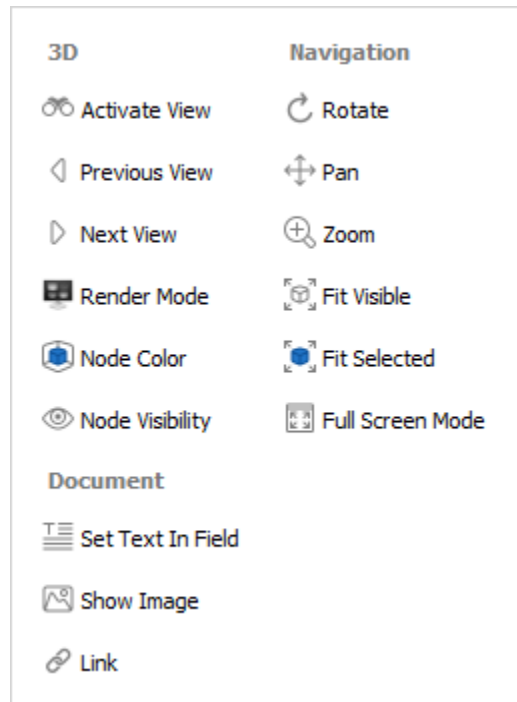 3D
Activate View
Previous View
Next View
Render Mode
Node Color
Node Visibility
Navigation
Rotate
Pan
Zoom
Fit Visible
Fit Selected
Full Screen Mode
Document
Set Text In Field
Show Image
Link